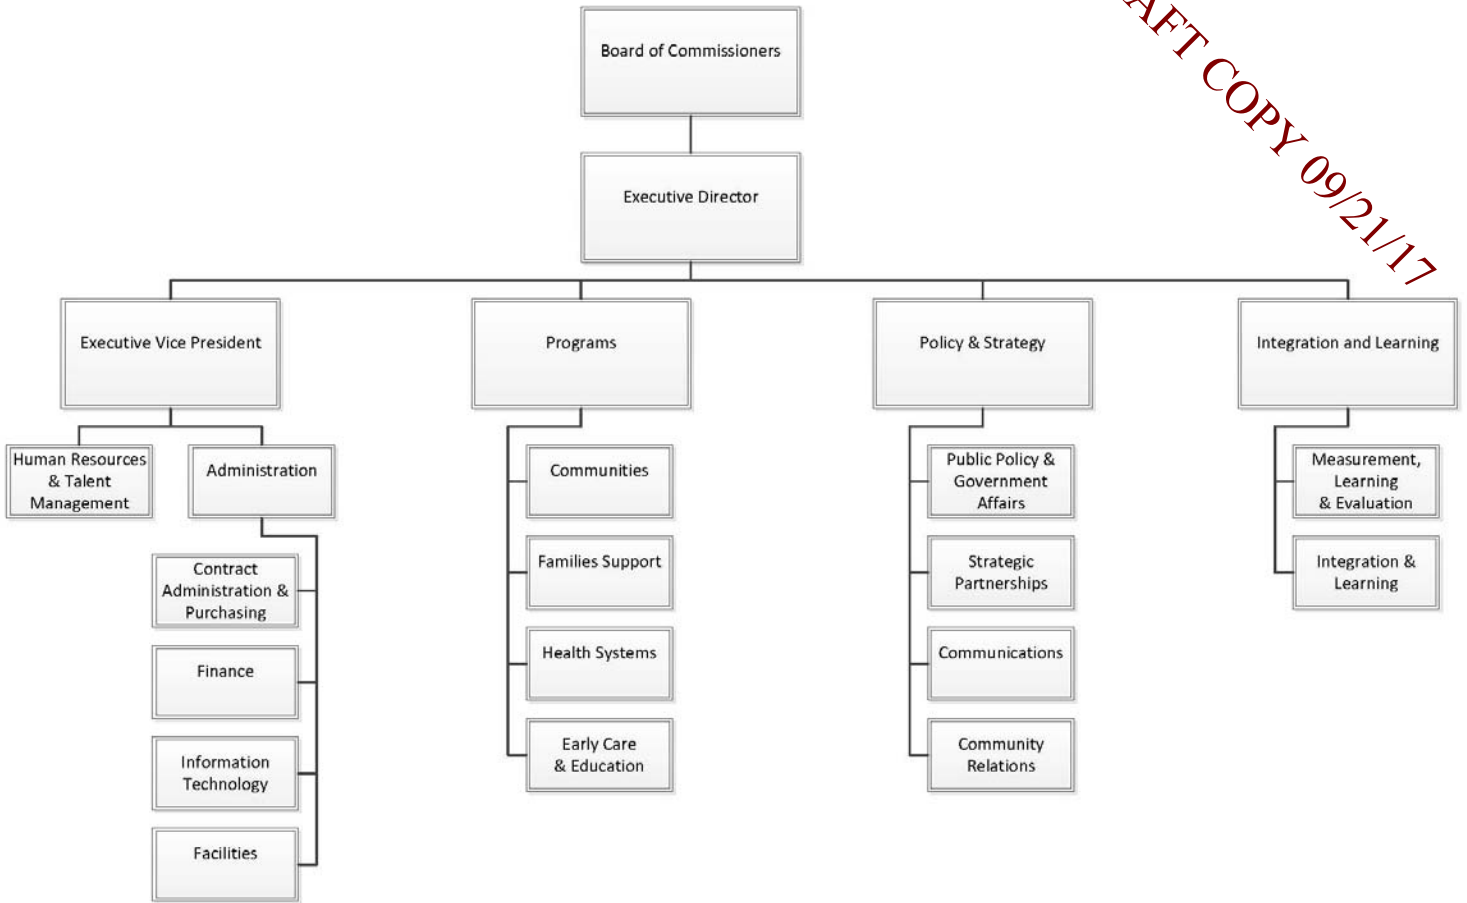 Board of Commissioners
AFT COPY 09/21/17
Executive Director
Executive Vice President
Programs
Policy & Strategy
Integration and Learning
Human Resources
& Talent
Management
Administration
Contract
Administration &
Purchasing
Finance
Information
Technology
Facilities
Communities
Families Support
Health Systems
Early Care
& Education
Public Policy &
Government
Affairs
Strategic
Partnerships
Communications
Community
Relations
Measurement,
Learning
& Evaluation
Integration &
Learning